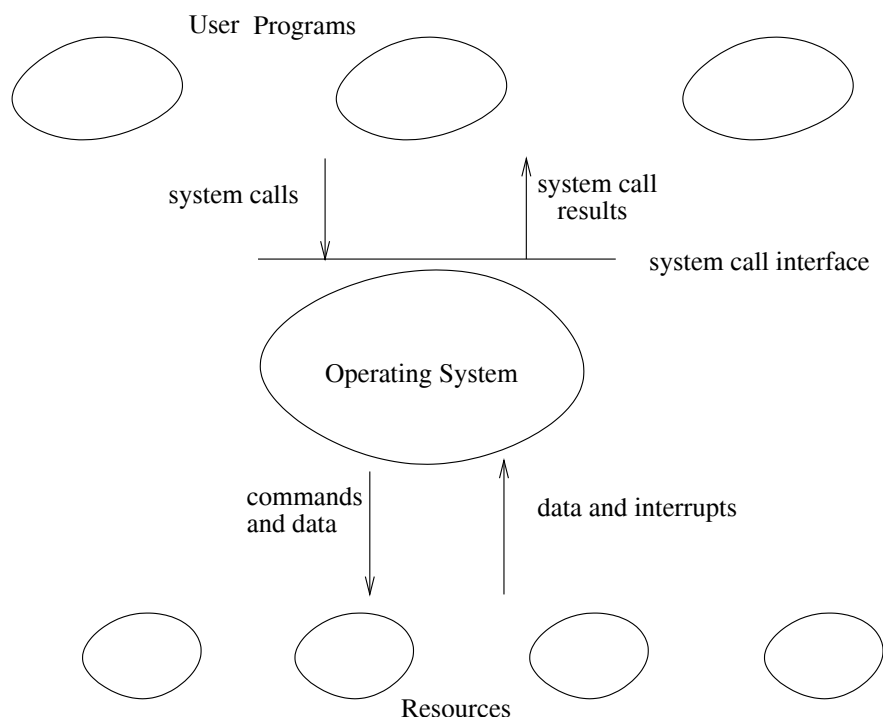 User Programs
system calls
system call
results
system call interface
Operating System
commands
and data
data and interrupts
Resources